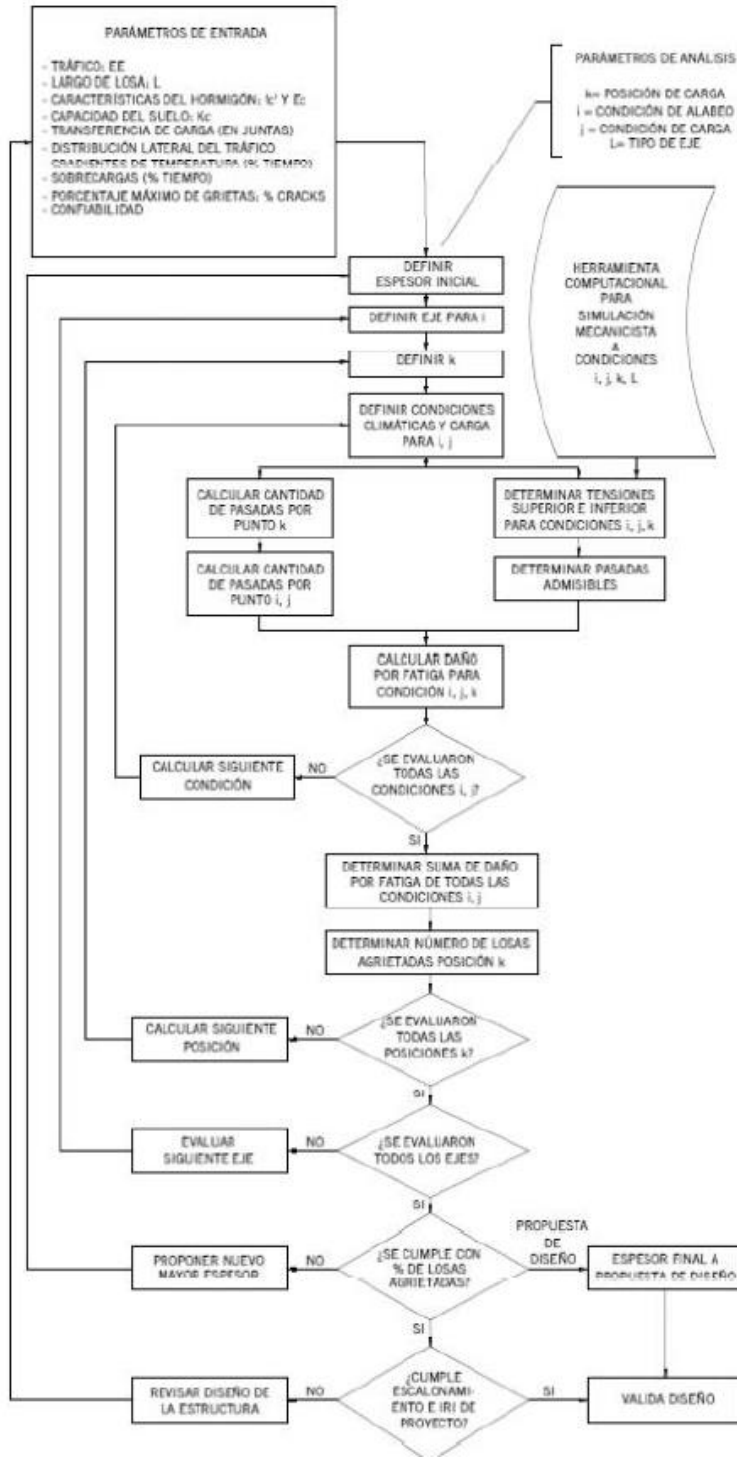 PARÁMETROS DE ENTRADA
- TRÁFICO: EE
- LARGO DE LOSA: L
- CARACTERÍSTICAS DEL HORMIGÓN: fc' Y Ec
- CAPACIDAD DEL SUELO: Kc
- TRANSFERENCIA DE CARGA (EN JUNTAS)
- DISTRIBUCIÓN LATERAL DEL TRÁFICO
GRADIENTES DE TEMPERATURA (% TIEMPO)
- SOBRECARGAS (% TIEMPO)
- PORCENTAJE MÁXIMO DE GRIETAS: % CRACKS
- CONFIABILIDAD
PARÁMETROS DE ANÁLISIS
k= POSICIÓN DE CARGA
i = CONDICIÓN DE ALABEO
j = CONDICIÓN DE CARGA
L= TIPO DE EJE
HERRAMIENTA
COMPUTACIONAL
PARA
SIMULACIÓN
MECANICISTA
A
CONDICIONES
i, j, k, L
DEFINIR
ESPESOR INICIAL
DEFINIR EJE PARA i
DEFINIR k
DEFINIR CONDICIONES
CLIMÁTICAS Y CARGA
PARA i, j
CALCULAR CANTIDAD
DE PASADAS POR
PUNTO k
DETERMINAR TENSIONES
SUPERIOR E INFERIOR
PARA CONDICIONES i, j, k
CALCULAR CANTIDAD
DE PASADAS POR
PUNTO i, j
DETERMINAR PASADAS
ADMISIBLES
CALCULAR DAÑO
POR FATIGA PARA
CONDICIÓN i, j, k
¿SE EVALUARON
TODAS LAS
CONDICIONES i, j?
NO
CALCULAR SIGUIENTE
CONDICIÓN
SI
DETERMINAR SUMA DE DAÑO
POR FATIGA DE TODAS LAS
CONDICIONES i, j
DETERMINAR NÚMERO DE LOSAS
AGRIETADAS POSICIÓN k
¿SE EVALUARON
TODAS LAS
POSICIONES k?
NO
CALCULAR SIGUIENTE
POSICIÓN
SI
¿SE EVALUARON
TODOS LOS EJES?
NO
EVALUAR
SIGUIENTE EJE
SI
¿SE CUMPLE CON
% DE LOSAS
AGRIETADAS?
NO
PROPONER NUEVO
MAYOR ESPESOR
PROPUESTA
DE
DISEÑO
ESPESOR FINAL A
PROPUESTA DE DISEÑO
SI
¿CUMPLE
ESCALONAMI-
ENTO E IRI DE
PROYECTO?
NO
REVISAR DISEÑO DE
LA ESTRUCTURA
SI
VALIDA DISEÑO